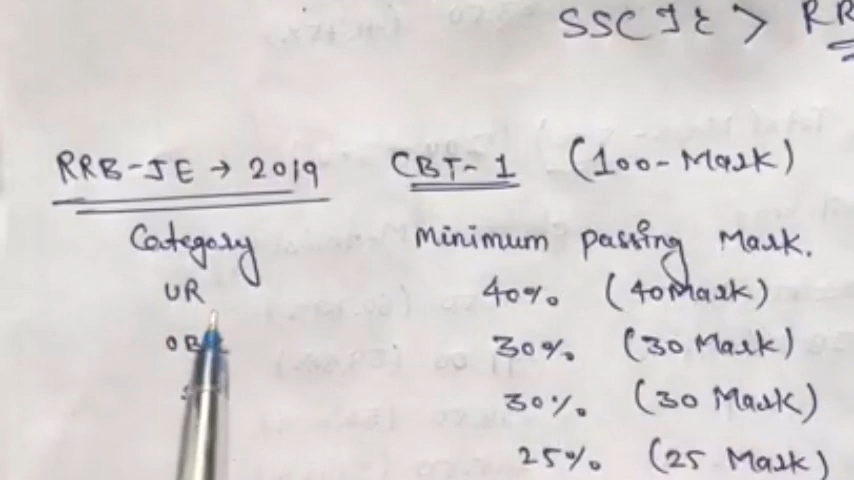 SSC JE > RR
RRB-JE → 2019 CBT-1 (100-Mark)
Category Minimum passing Mark.
UR 40% (40Mark)
30% (30 Mark)
30% (30 Mark)
25% (25 Mark)